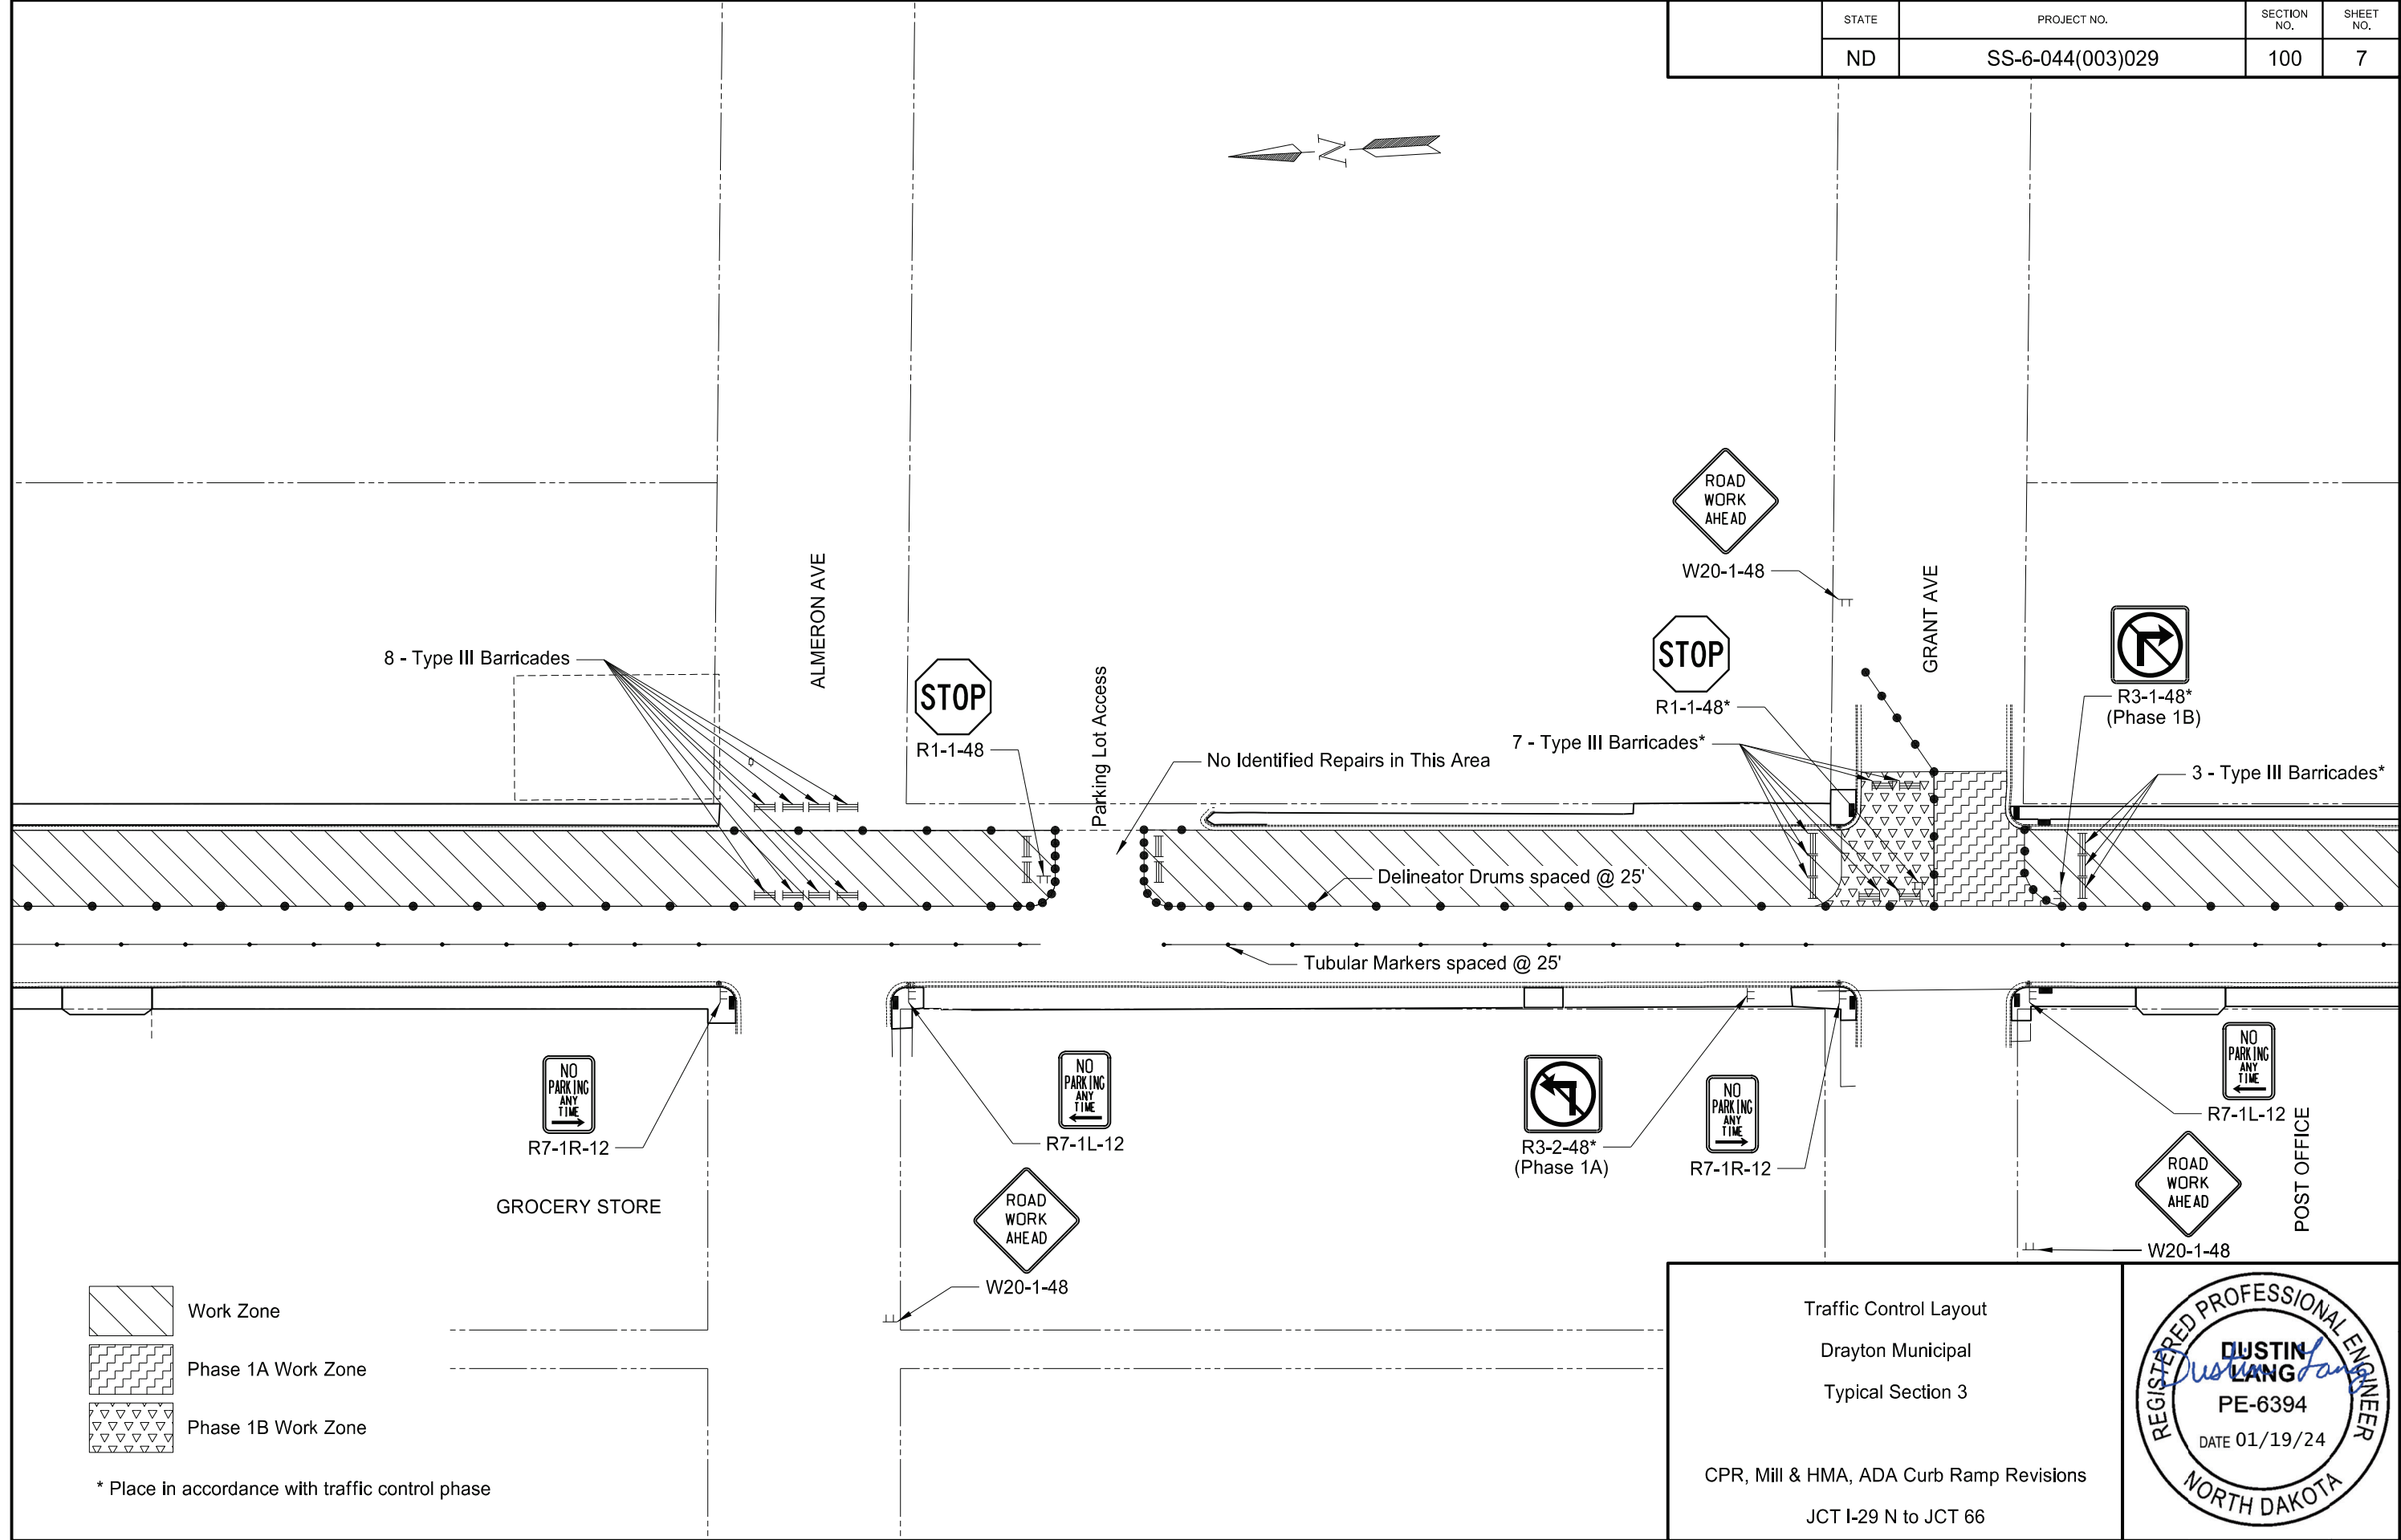 STATE
PROJECT NO.
SECTION
NO.
SHEET
NO.
ND
SS-6-044(003)029
100
7
N
ROAD
WORK
AHEAD
W20-1-48
ALMERON AVE
GRANT AVE
8 - Type III Barricades
STOP
R1-1-48
Parking Lot Access
No Identified Repairs in This Area
STOP
R1-1-48*
7 - Type III Barricades*
R3-1-48*
(Phase 1B)
3 - Type III Barricades*
Delineator Drums spaced @ 25'
Tubular Markers spaced @ 25'
NO
PARKING
ANY
TIME
R7-1R-12
NO
PARKING
ANY
TIME
R7-1L-12
R3-2-48*
(Phase 1A)
NO
PARKING
ANY
TIME
R7-1R-12
NO
PARKING
ANY
TIME
R7-1L-12
GROCERY STORE
ROAD
WORK
AHEAD
W20-1-48
ROAD
WORK
AHEAD
W20-1-48
POST OFFICE
Work Zone
Phase 1A Work Zone
Phase 1B Work Zone
* Place in accordance with traffic control phase
Traffic Control Layout
Drayton Municipal
Typical Section 3
CPR, Mill & HMA, ADA Curb Ramp Revisions
JCT I-29 N to JCT 66
REGISTERED PROFESSIONAL ENGINEER
DUSTIN
LANG
Dustin Lang
PE-6394
DATE 01/19/24
NORTH DAKOTA